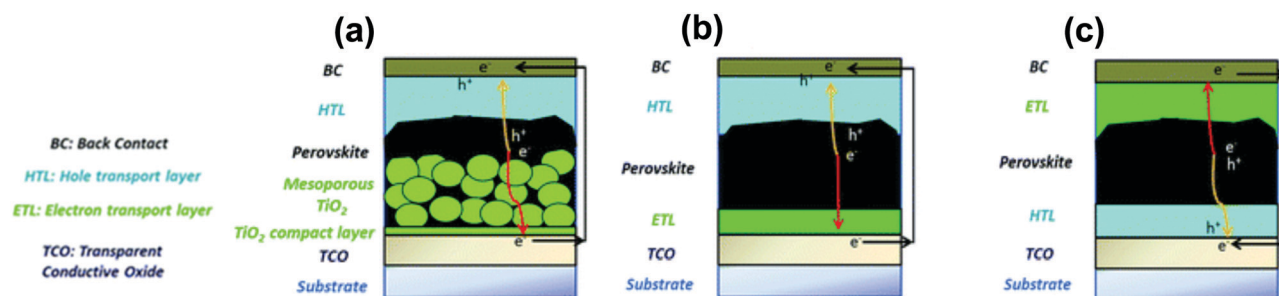 (a)
(b)
(c)
BC: Back Contact
HTL: Hole transport layer
ETL: Electron transport layer
TCO: Transparent
Conductive Oxide
BC
HTL
Perovskite
Mesoporous
TiO₂
TiO₂ compact layer
TCO
Substrate
e⁻
h⁺
h⁺
e⁻
e⁻
BC
HTL
Perovskite
ETL
TCO
Substrate
e⁻
h⁺
h⁺
e⁻
e⁻
BC
ETL
Perovskite
HTL
TCO
Substrate
e⁻
e⁻
h⁺
h⁺
e⁻